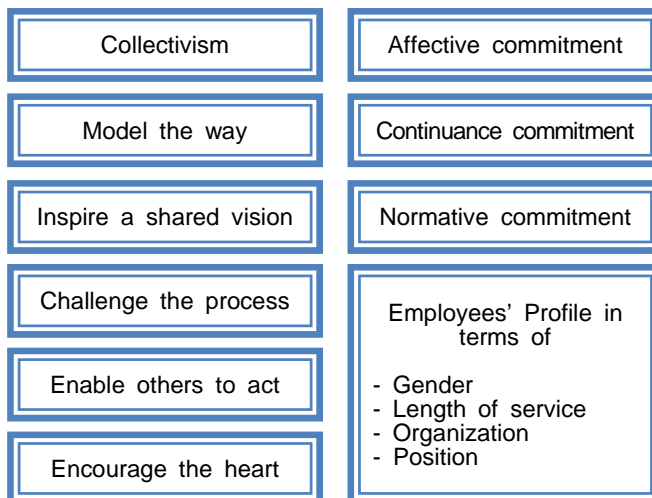 Collectivism
Model the way
Inspire a shared vision
Challenge the process
Enable others to act
Encourage the heart
Affective commitment
Continuance commitment
Normative commitment
Employees’ Profile in
terms of
- Gender
- Length of service
- Organization
- Position